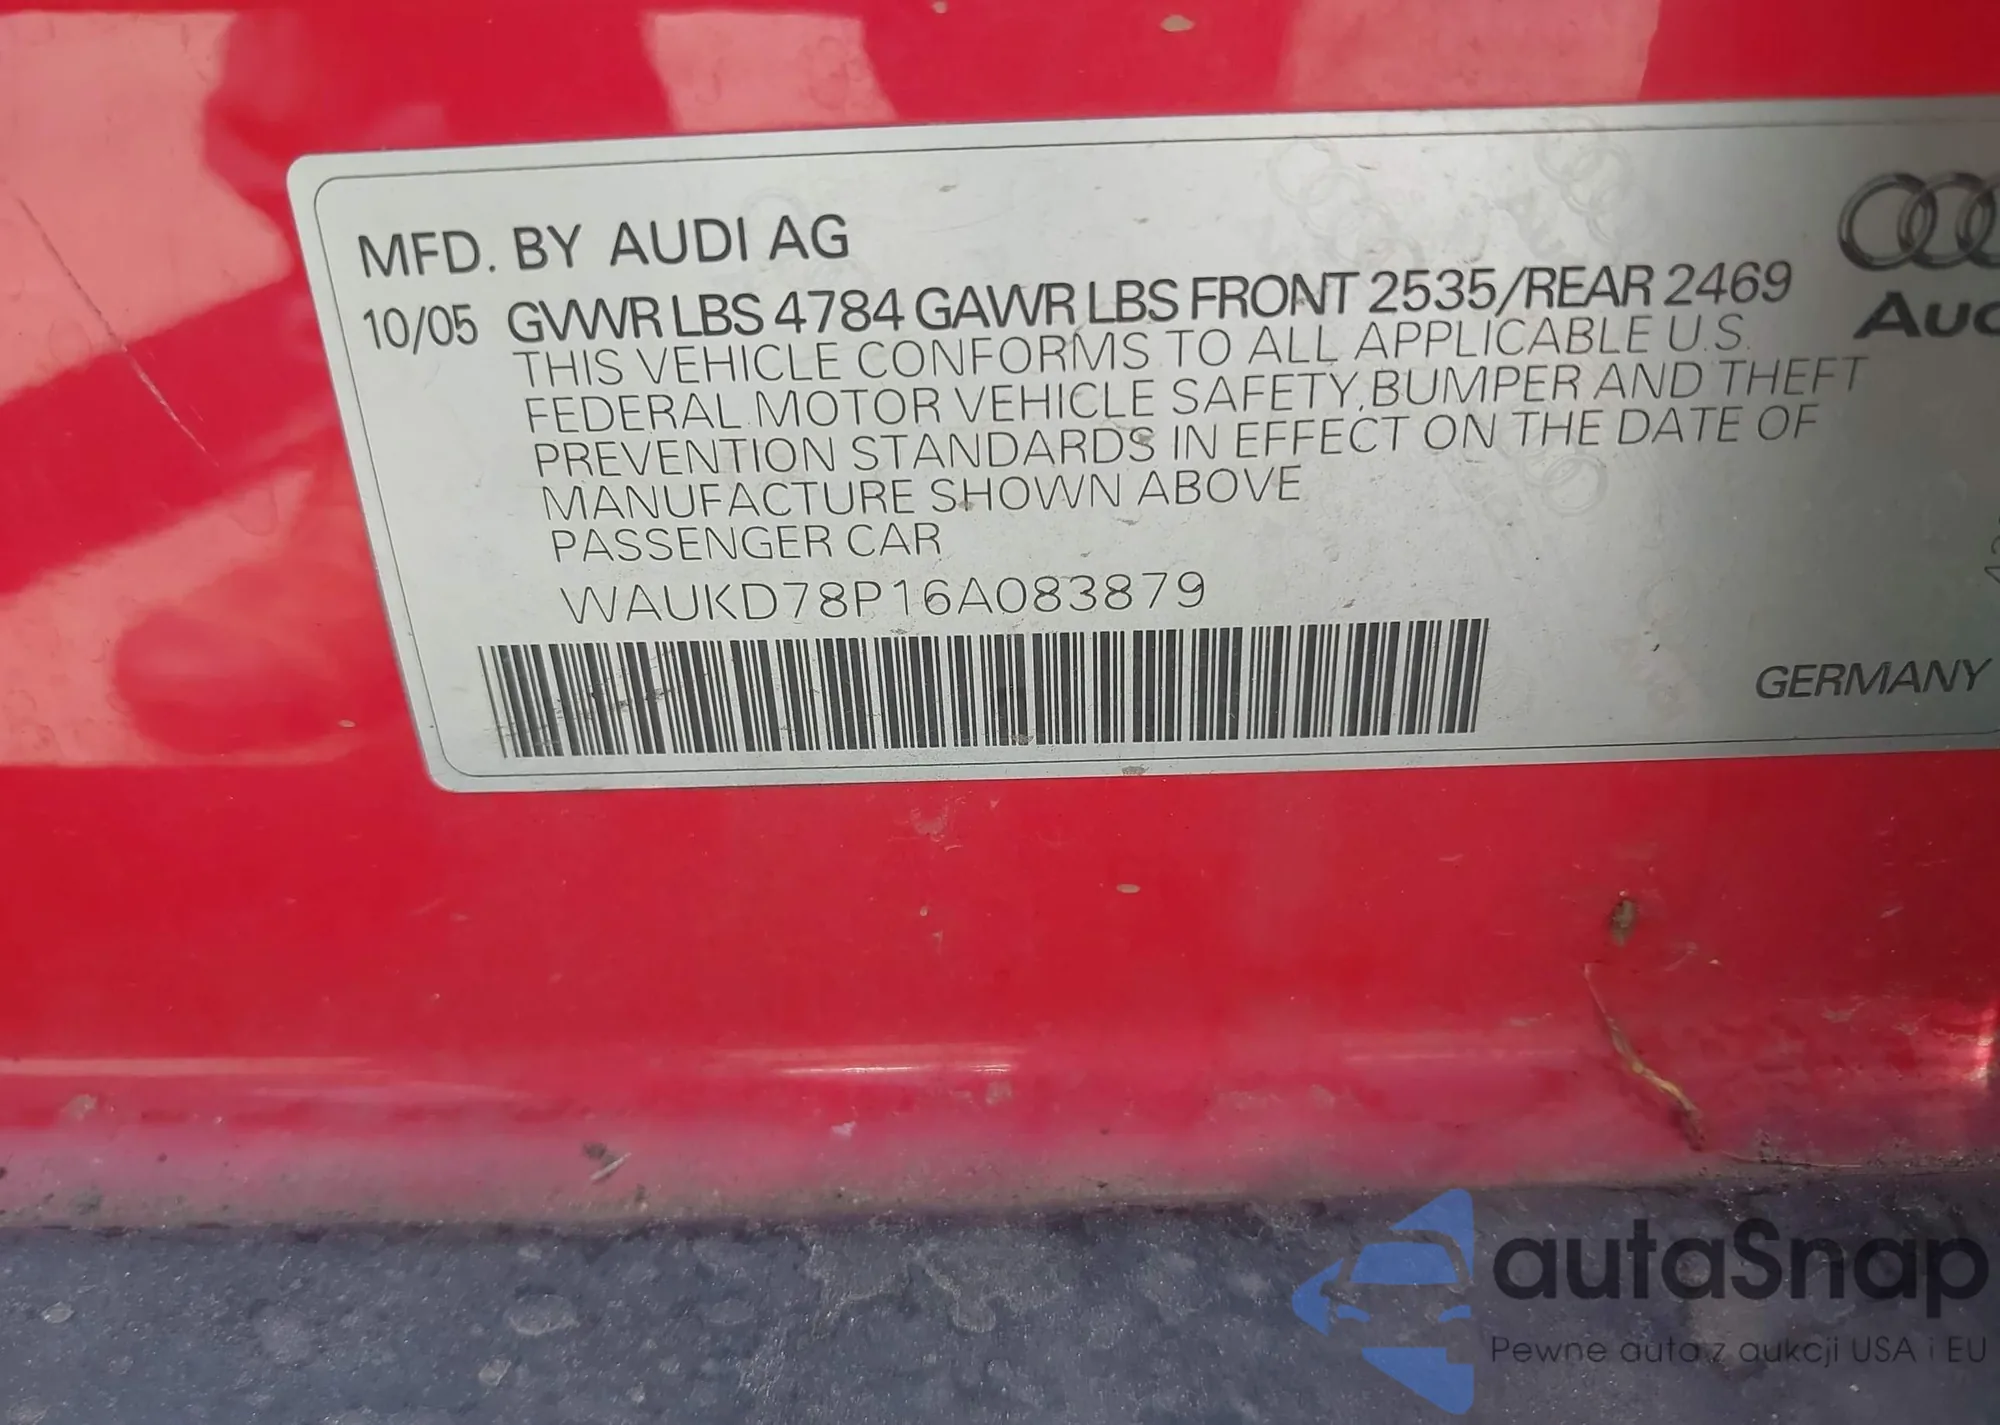 MFD. BY AUDI AG
10/05 GVWR LBS 4784 GAWR LBS FRONT 2535/REAR 2469
THIS VEHICLE CONFORMS TO ALL APPLICABLE U.S.
FEDERAL MOTOR VEHICLE SAFETY, BUMPER AND THEFT
PREVENTION STANDARDS IN EFFECT ON THE DATE OF
MANUFACTURE SHOWN ABOVE
PASSENGER CAR
WAUKD78P16A083879
GERMANY
autaSnap
Pewne auta z aukcji USA i EU